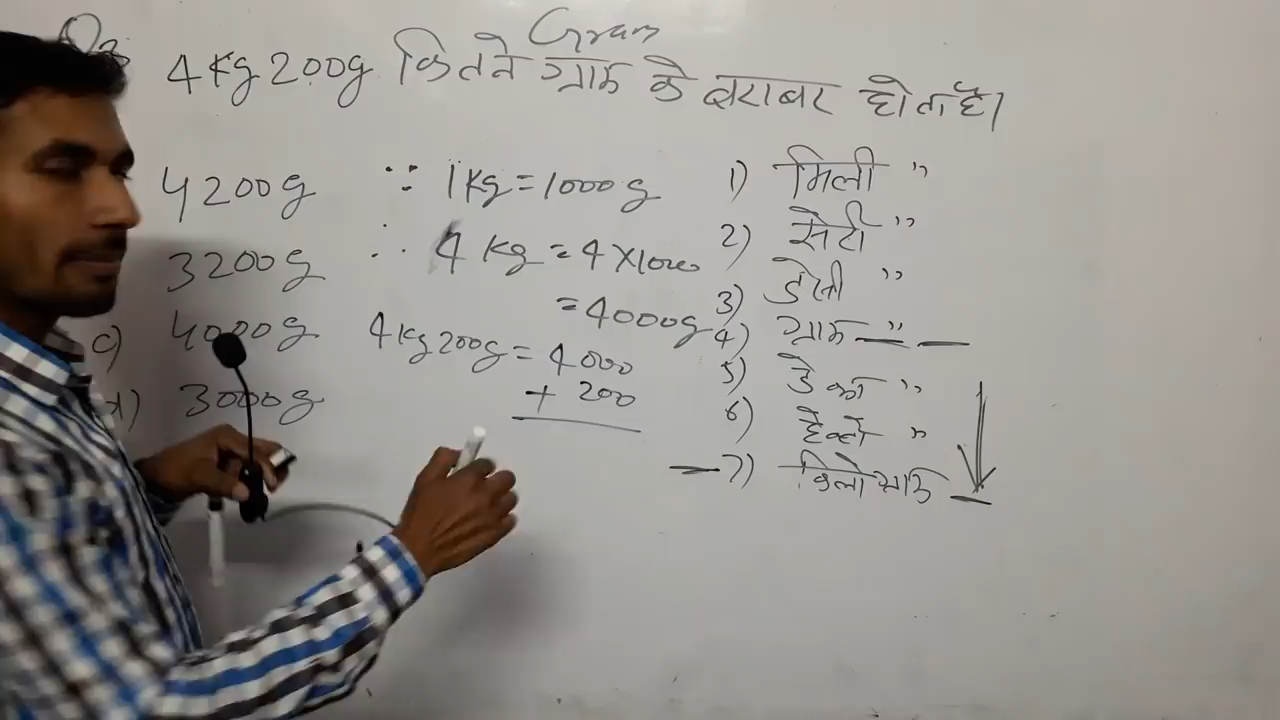 Gram
4Kg 200g कितने ग्राम के बराबर होता है।
4200g
3200g
c) 4000g
d) 3000g
∵ 1Kg = 1000g
∴ 4 Kg = 4 X 1000
= 4000g
4Kg 200g = 4000
+ 200
1) मिली "
2) सेंटी "
3) डेसी "
4) ग्राम "
5) डेका "
6) हेक्टो "
7) किलोग्राम